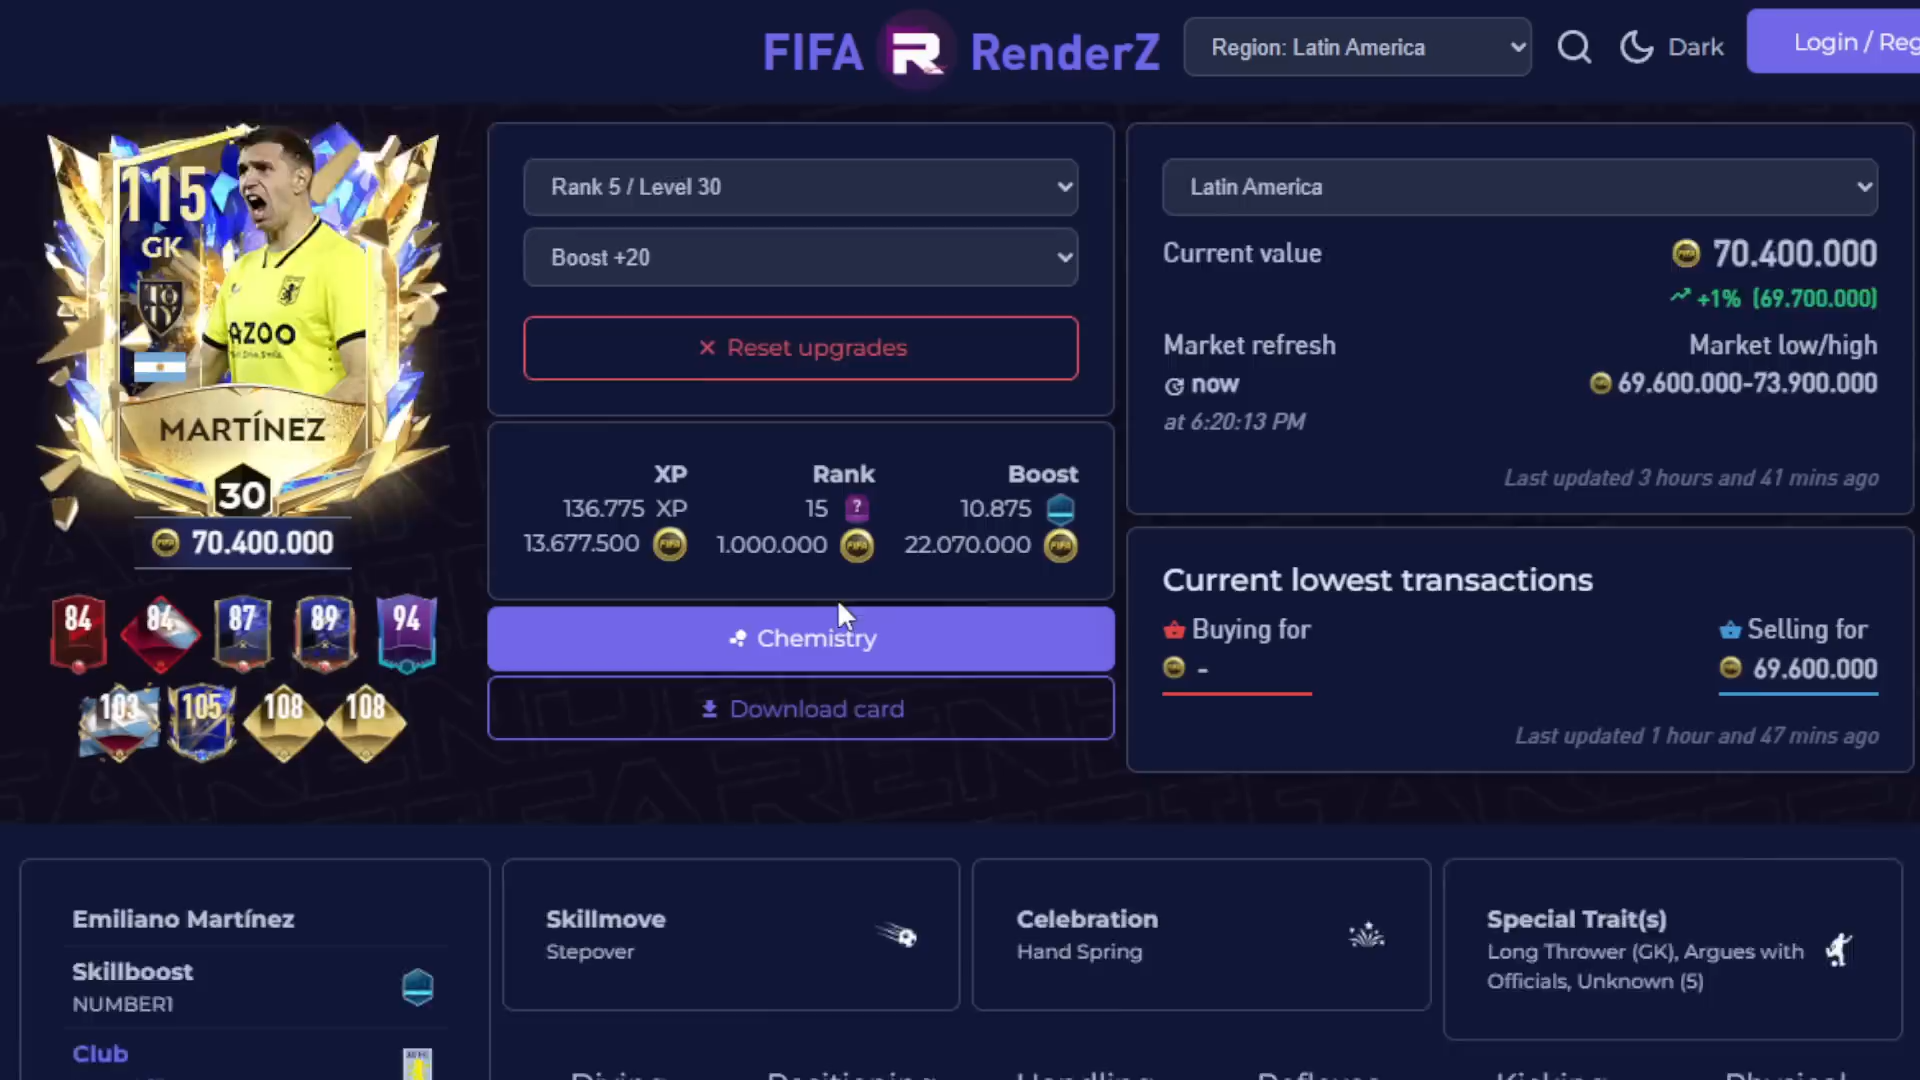 FIFA RenderZ
Region: Latin America
Dark
Login / Reg
115
GK
AZOO
MARTÍNEZ
30
70.400.000
84 84 87 89 94
103 105 108 108
Rank 5 / Level 30
Boost +20
× Reset upgrades
XP Rank Boost
136.775 XP 15 ? 10.875
13.677.500 1.000.000 22.070.000
Chemistry
Download card
Latin America
Current value 70.400.000
+1% (69.700.000)
Market refresh Market low/high
now 69.600.000-73.900.000
at 6:20:13 PM
Last updated 3 hours and 41 mins ago
Current lowest transactions
Buying for Selling for
- 69.600.000
Last updated 1 hour and 47 mins ago
Emiliano Martínez
Skillboost
NUMBER1
Club
Skillmove
Stepover
Celebration
Hand Spring
Special Trait(s)
Long Thrower (GK), Argues with
Officials, Unknown (5)
Diving Positioning Handling Reflexes Kicking Physical